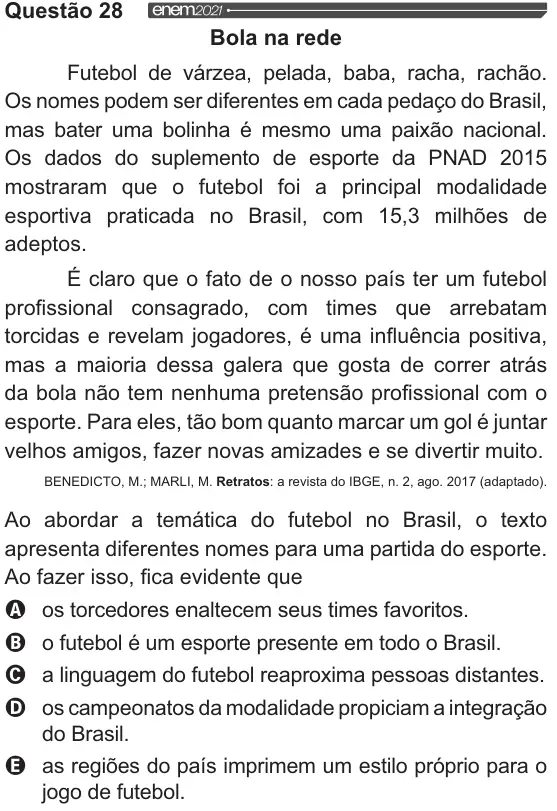 Questão 28 enem2021
Bola na rede
Futebol de várzea, pelada, baba, racha, rachão.
Os nomes podem ser diferentes em cada pedaço do Brasil,
mas bater uma bolinha é mesmo uma paixão nacional.
Os dados do suplemento de esporte da PNAD 2015
mostraram que o futebol foi a principal modalidade
esportiva praticada no Brasil, com 15,3 milhões de
adeptos.
É claro que o fato de o nosso país ter um futebol
profissional consagrado, com times que arrebatam
torcidas e revelam jogadores, é uma influência positiva,
mas a maioria dessa galera que gosta de correr atrás
da bola não tem nenhuma pretensão profissional com o
esporte. Para eles, tão bom quanto marcar um gol é juntar
velhos amigos, fazer novas amizades e se divertir muito.
BENEDICTO, M.; MARLI, M. Retratos: a revista do IBGE, n. 2, ago. 2017 (adaptado).
Ao abordar a temática do futebol no Brasil, o texto
apresenta diferentes nomes para uma partida do esporte.
Ao fazer isso, fica evidente que
A os torcedores enaltecem seus times favoritos.
B o futebol é um esporte presente em todo o Brasil.
C a linguagem do futebol reaproxima pessoas distantes.
D os campeonatos da modalidade propiciam a integração
do Brasil.
E as regiões do país imprimem um estilo próprio para o
jogo de futebol.